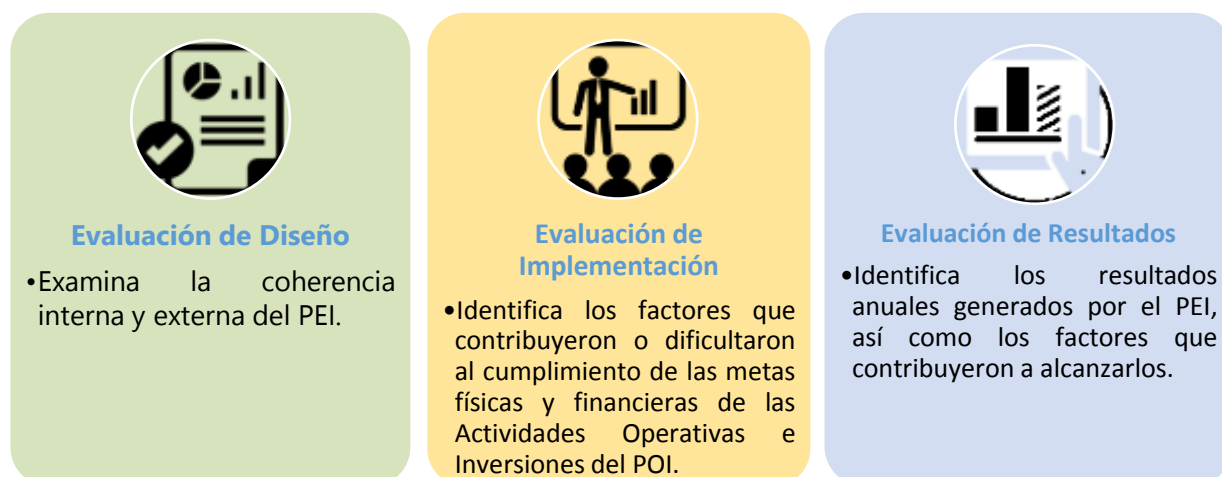 Evaluación de Diseño
•Examina la coherencia
interna y externa del PEI.
Evaluación de
Implementación
•Identifica los factores que
contribuyeron o dificultaron
al cumplimiento de las metas
físicas y financieras de las
Actividades Operativas e
Inversiones del POI.
Evaluación de Resultados
•Identifica los resultados
anuales generados por el PEI,
así como los factores que
contribuyeron a alcanzarlos.